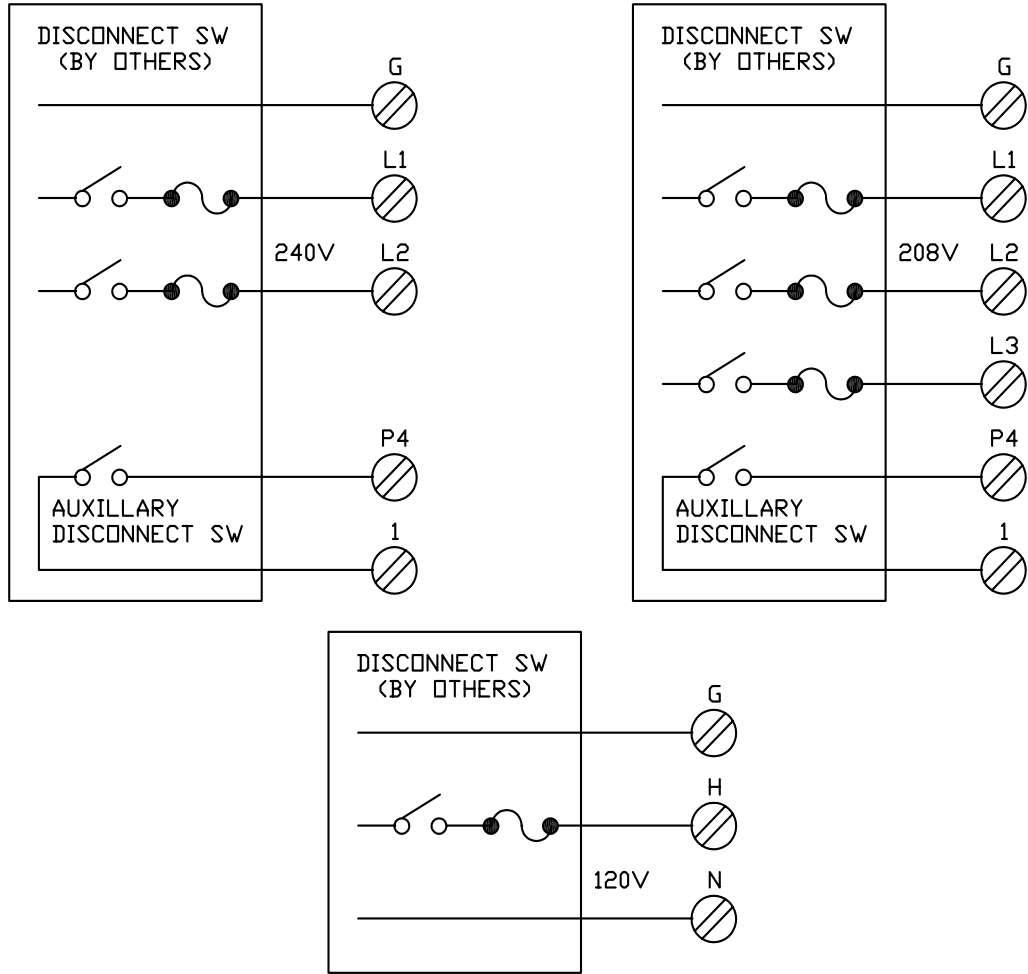 DISCONNECT SW
(BY OTHERS)
G
L1
240V
L2
P4
AUXILLARY
DISCONNECT SW
1
DISCONNECT SW
(BY OTHERS)
G
L1
208V
L2
L3
P4
AUXILLARY
DISCONNECT SW
1
DISCONNECT SW
(BY OTHERS)
G
H
120V
N